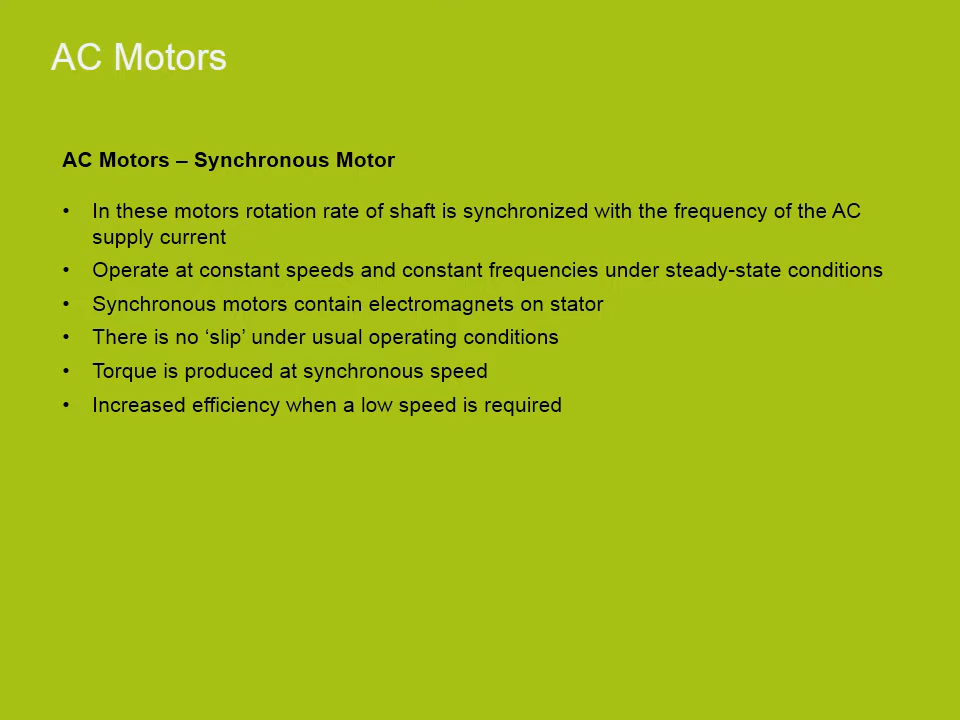 AC Motors
AC Motors – Synchronous Motor
• In these motors rotation rate of shaft is synchronized with the frequency of the AC
supply current
• Operate at constant speeds and constant frequencies under steady-state conditions
• Synchronous motors contain electromagnets on stator
• There is no ‘slip’ under usual operating conditions
• Torque is produced at synchronous speed
• Increased efficiency when a low speed is required